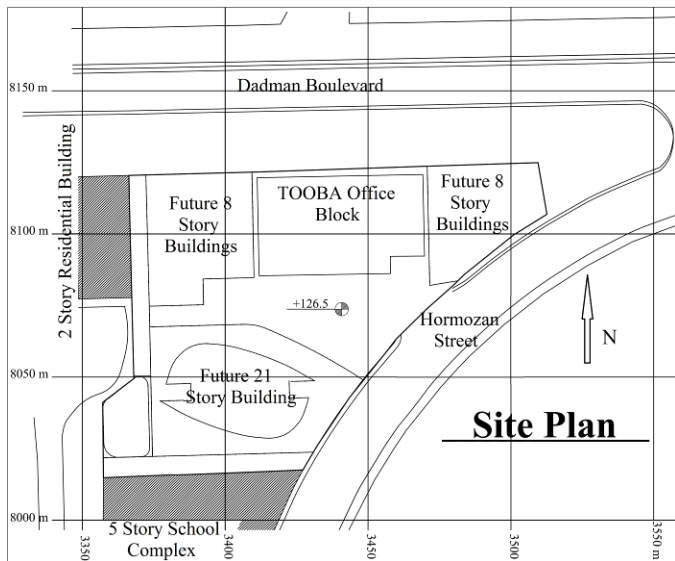 8150 m
Dadman Boulevard
2 Story Residential Building
Future 8
Story
Buildings
TOOBA Office
Block
Future 8
Story
Buildings
8100 m
+126.5
Hormozan
Street
N
8050 m
Future 21
Story Building
Site Plan
8000 m
5 Story School
Complex
3350
3400
3450
3500
3550 m